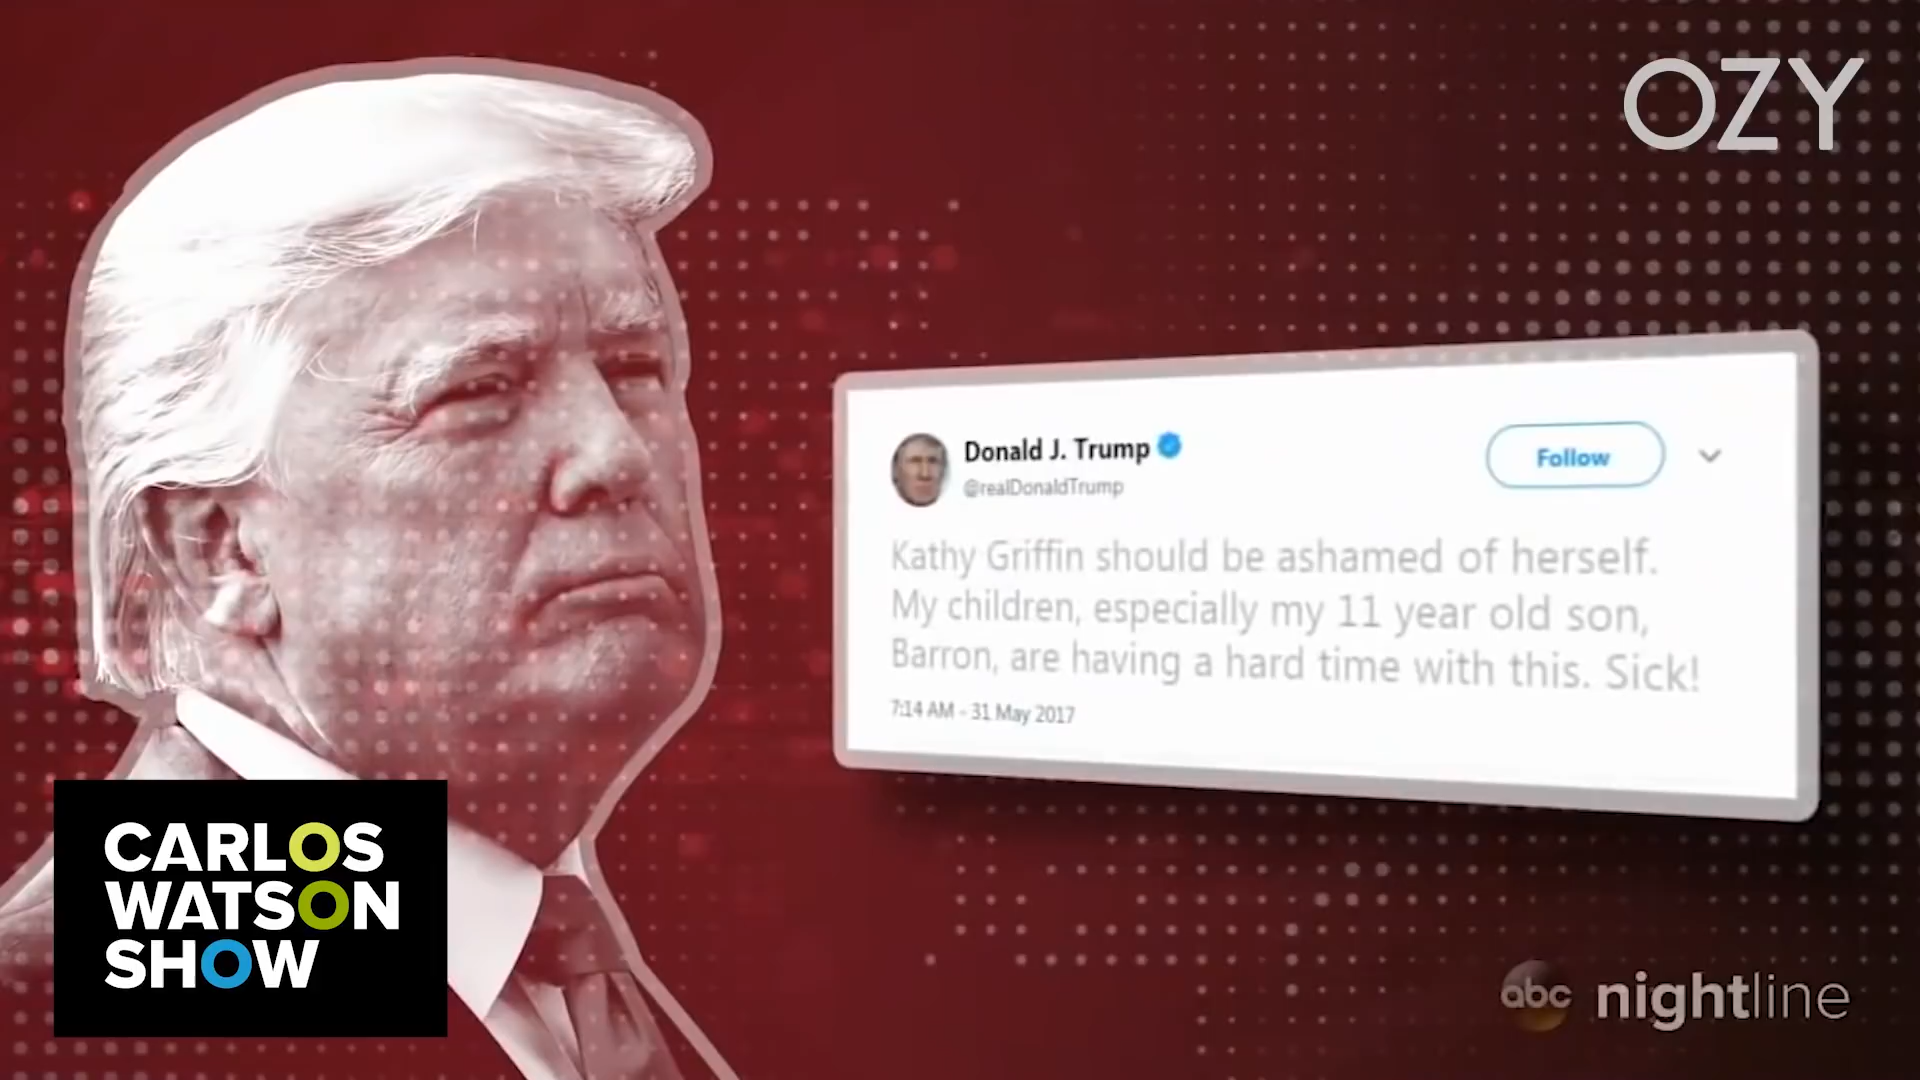 OZY
Donald J. Trump
@realDonaldTrump
Follow
Kathy Griffin should be ashamed of herself.
My children, especially my 11 year old son,
Barron, are having a hard time with this. Sick!
7:14 AM - 31 May 2017
CARLOS
WATSON
SHOW
abc nightline